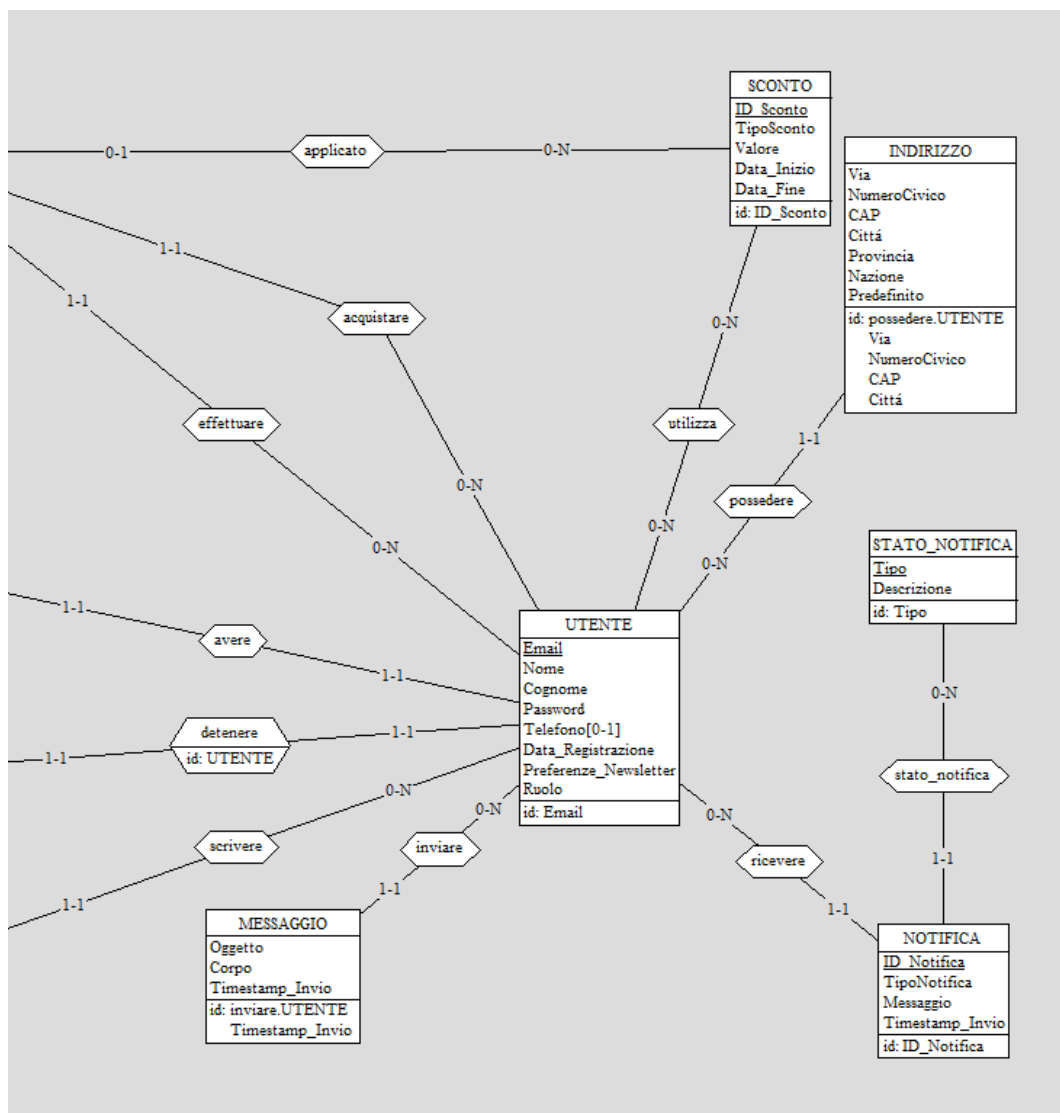 SCONTO
ID_Sconto
TipoSconto
Valore
Data_Inizio
Data_Fine
id: ID_Sconto
0-1
applicato
0-N
INDIRIZZO
Via
NumeroCivico
CAP
Cittá
Provincia
Nazione
Predefinito
id: possedere.UTENTE
Via
NumeroCivico
CAP
Cittá
1-1
acquistare
0-N
1-1
effettuare
0-N
0-N
utilizza
0-N
1-1
possedere
0-N
STATO_NOTIFICA
Tipo
Descrizione
id: Tipo
UTENTE
Email
Nome
Cognome
Password
Telefono[0-1]
Data_Registrazione
Preferenze_Newsletter
Ruolo
id: Email
1-1
avere
1-1
1-1
detenere
id: UTENTE
1-1
0-N
scrivere
1-1
0-N
inviare
1-1
0-N
stato_notifica
1-1
0-N
ricevere
1-1
MESSAGGIO
Oggetto
Corpo
Timestamp_Invio
id: inviare.UTENTE
Timestamp_Invio
NOTIFICA
ID_Notifica
TipoNotifica
Messaggio
Timestamp_Invio
id: ID_Notifica